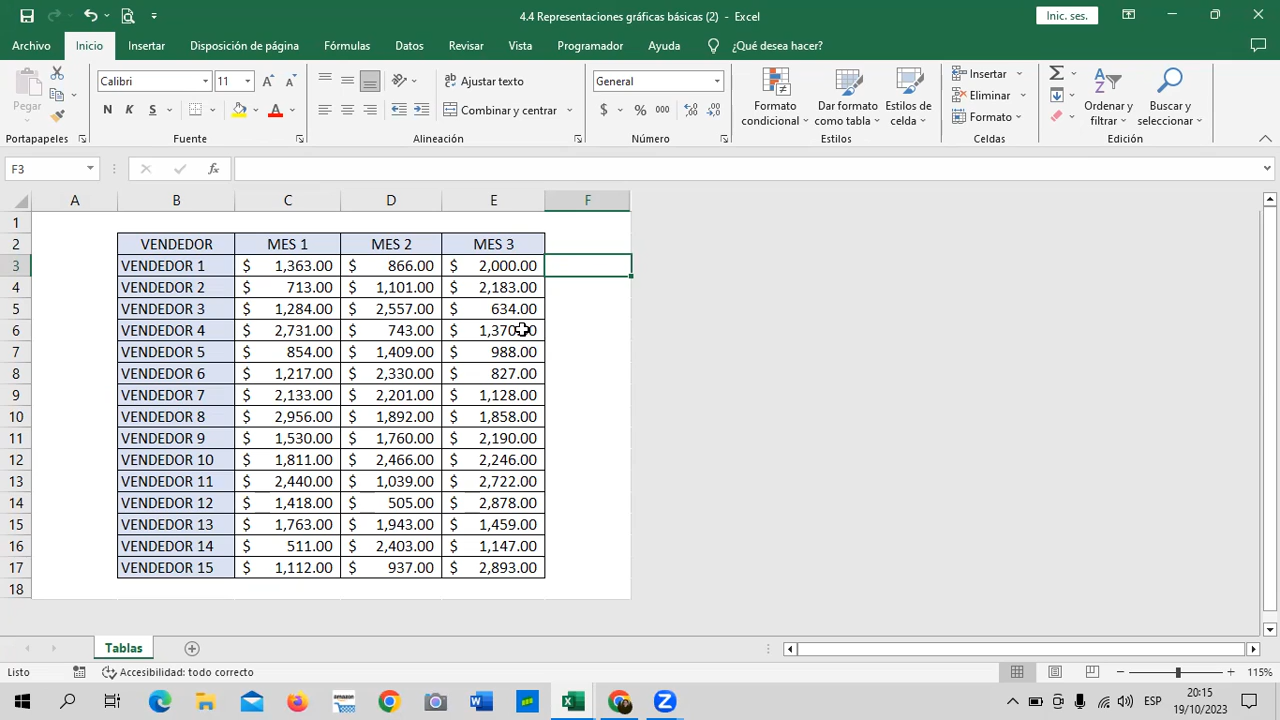 4.4 Representaciones gráficas básicas (2) - Excel
Inic. ses.
Archivo Inicio Insertar Disposición de página Fórmulas Datos Revisar Vista Programador Ayuda ¿Qué desea hacer?
Pegar
Calibri 11
N K S
Ajustar texto
Combinar y centrar
General
$ % 000
Formato condicional
Dar formato como tabla
Estilos de celda
Insertar
Eliminar
Formato
Ordenar y filtrar
Buscar y seleccionar
Portapapeles Fuente Alineación Número Estilos Celdas Edición
F3 fx
A B C D E F
1
2 VENDEDOR MES 1 MES 2 MES 3
3 VENDEDOR 1 $ 1,363.00 $ 866.00 $ 2,000.00
4 VENDEDOR 2 $ 713.00 $ 1,101.00 $ 2,183.00
5 VENDEDOR 3 $ 1,284.00 $ 2,557.00 $ 634.00
6 VENDEDOR 4 $ 2,731.00 $ 743.00 $ 1,370.00
7 VENDEDOR 5 $ 854.00 $ 1,409.00 $ 988.00
8 VENDEDOR 6 $ 1,217.00 $ 2,330.00 $ 827.00
9 VENDEDOR 7 $ 2,133.00 $ 2,201.00 $ 1,128.00
10 VENDEDOR 8 $ 2,956.00 $ 1,892.00 $ 1,858.00
11 VENDEDOR 9 $ 1,530.00 $ 1,760.00 $ 2,190.00
12 VENDEDOR 10 $ 1,811.00 $ 2,466.00 $ 2,246.00
13 VENDEDOR 11 $ 2,440.00 $ 1,039.00 $ 2,722.00
14 VENDEDOR 12 $ 1,418.00 $ 505.00 $ 2,878.00
15 VENDEDOR 13 $ 1,763.00 $ 1,943.00 $ 1,459.00
16 VENDEDOR 14 $ 511.00 $ 2,403.00 $ 1,147.00
17 VENDEDOR 15 $ 1,112.00 $ 937.00 $ 2,893.00
18
Tablas
Listo Accesibilidad: todo correcto 115%
ESP
20:15
19/10/2023